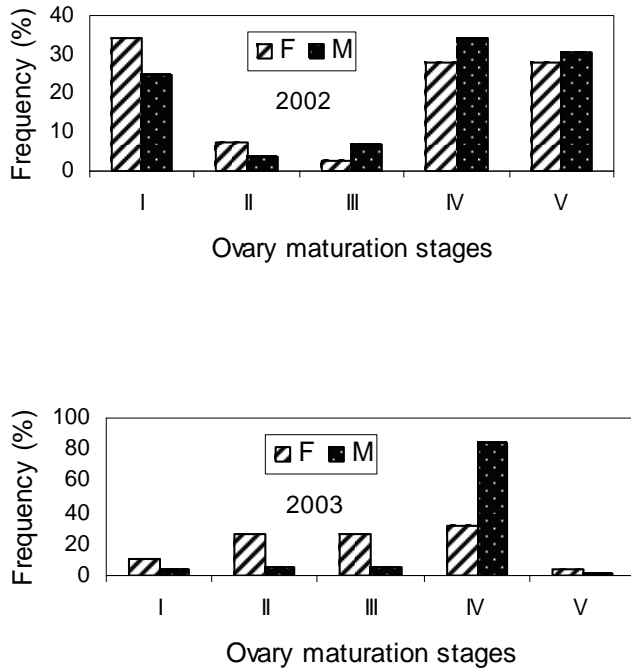 Frequency (%)
40
30
20
10
0
F M
2002
I II III IV V
Ovary maturation stages
Frequency (%)
100
80
60
40
20
0
F M
2003
I II III IV V
Ovary maturation stages